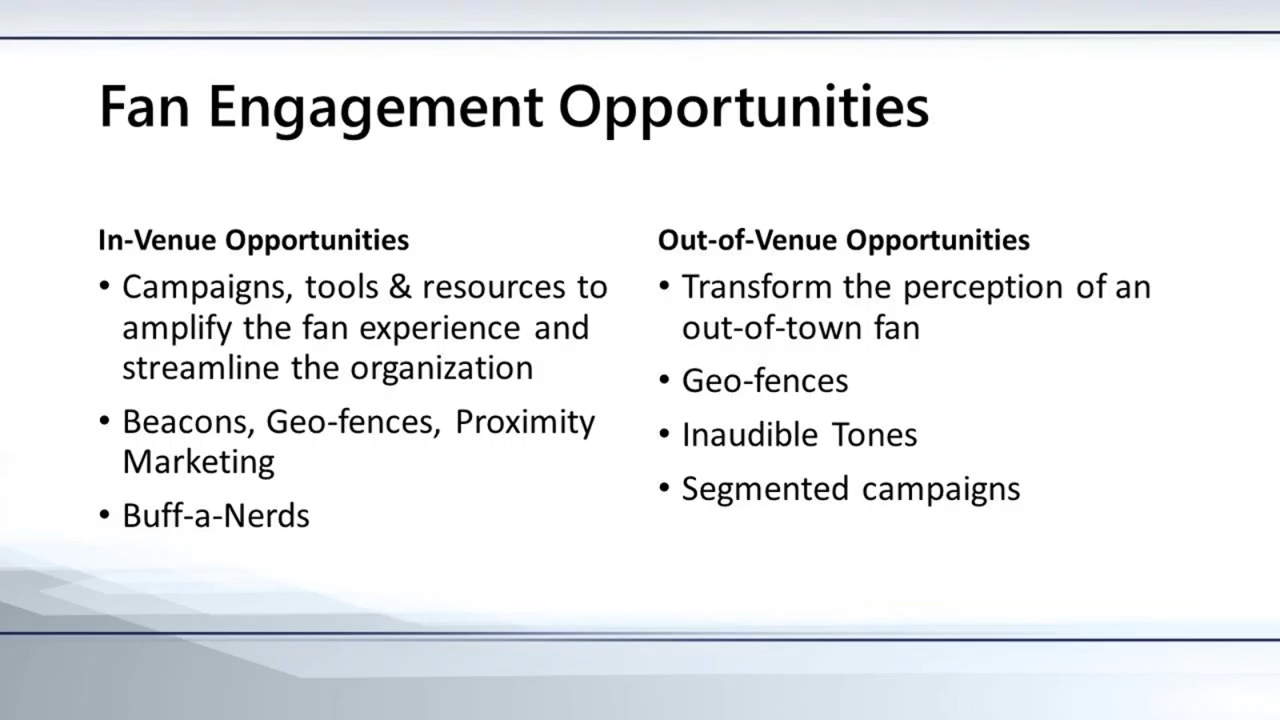 Fan Engagement Opportunities
In-Venue Opportunities
• Campaigns, tools & resources to
amplify the fan experience and
streamline the organization
• Beacons, Geo-fences, Proximity
Marketing
• Buff-a-Nerds
Out-of-Venue Opportunities
• Transform the perception of an
out-of-town fan
• Geo-fences
• Inaudible Tones
• Segmented campaigns